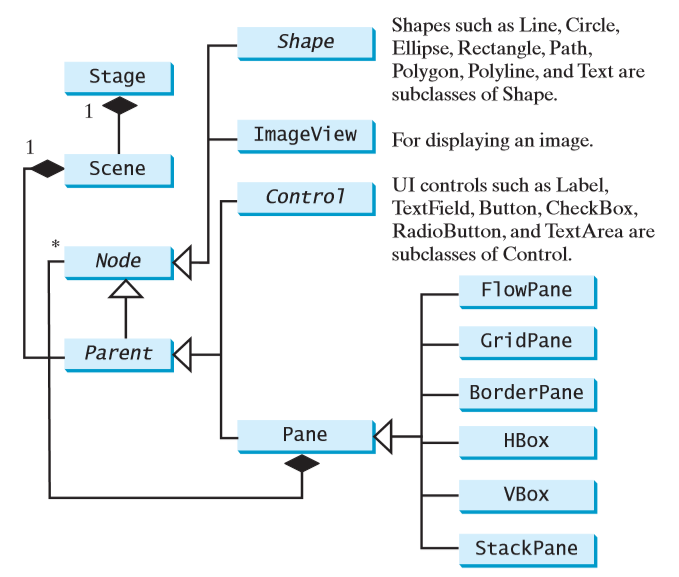 Shape
Shapes such as Line, Circle,
Ellipse, Rectangle, Path,
Polygon, Polyline, and Text are
subclasses of Shape.
Stage
1
ImageView
For displaying an image.
1
Scene
Control
UI controls such as Label,
TextField, Button, CheckBox,
RadioButton, and TextArea are
subclasses of Control.
*
Node
FlowPane
GridPane
Parent
BorderPane
Pane
HBox
VBox
StackPane